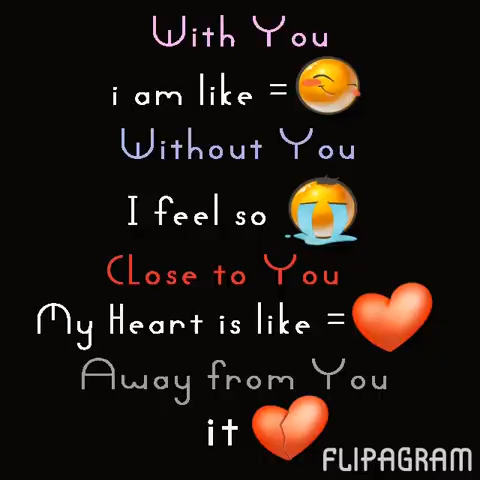 With You
i am like =
Without You
I feel so
Close to You
My Heart is like =
Away from You
it
FLIPAGRAM